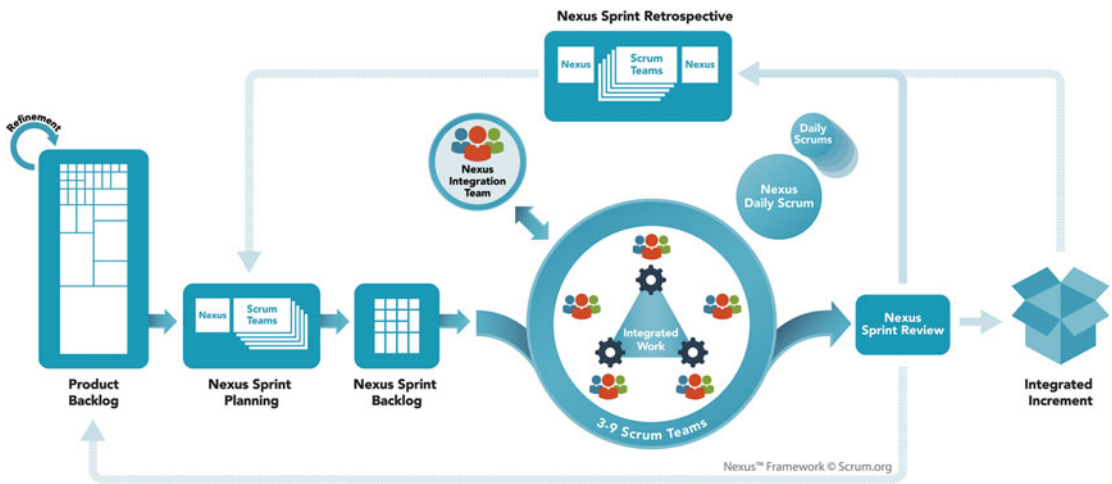 Nexus Sprint Retrospective
Nexus
Scrum
Teams
Nexus
Refinement
Daily
Scrums
Nexus
Integration
Team
Nexus
Daily Scrum
Nexus
Scrum
Teams
Integrated
Work
Nexus
Sprint Review
Product
Backlog
Nexus Sprint
Planning
Nexus Sprint
Backlog
3-9 Scrum Teams
Integrated
Increment
Nexus™ Framework © Scrum.org